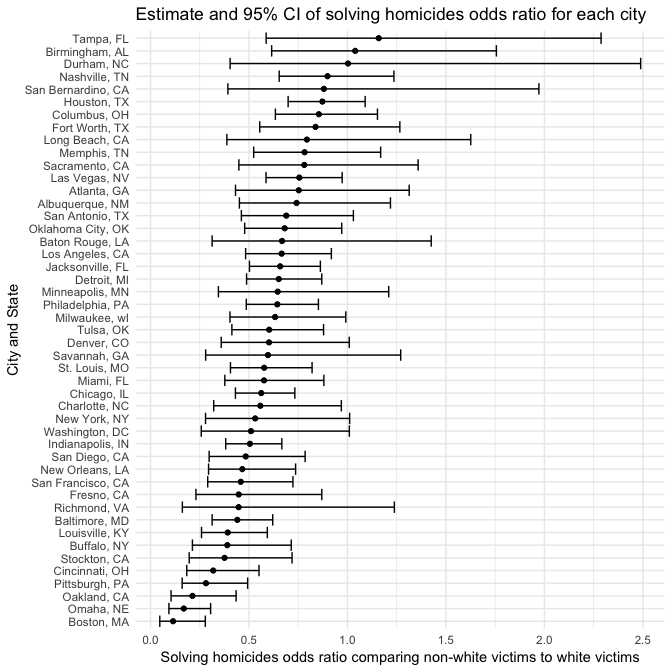 Estimate and 95% CI of solving homicides odds ratio for each city
City and State
Tampa, FL
Birmingham, AL
Durham, NC
Nashville, TN
San Bernardino, CA
Houston, TX
Columbus, OH
Fort Worth, TX
Long Beach, CA
Memphis, TN
Sacramento, CA
Las Vegas, NV
Atlanta, GA
Albuquerque, NM
San Antonio, TX
Oklahoma City, OK
Baton Rouge, LA
Los Angeles, CA
Jacksonville, FL
Detroit, MI
Minneapolis, MN
Philadelphia, PA
Milwaukee, wI
Tulsa, OK
Denver, CO
Savannah, GA
St. Louis, MO
Miami, FL
Chicago, IL
Charlotte, NC
New York, NY
Washington, DC
Indianapolis, IN
San Diego, CA
New Orleans, LA
San Francisco, CA
Fresno, CA
Richmond, VA
Baltimore, MD
Louisville, KY
Buffalo, NY
Stockton, CA
Cincinnati, OH
Pittsburgh, PA
Oakland, CA
Omaha, NE
Boston, MA
0.0 0.5 1.0 1.5 2.0 2.5
Solving homicides odds ratio comparing non-white victims to white victims